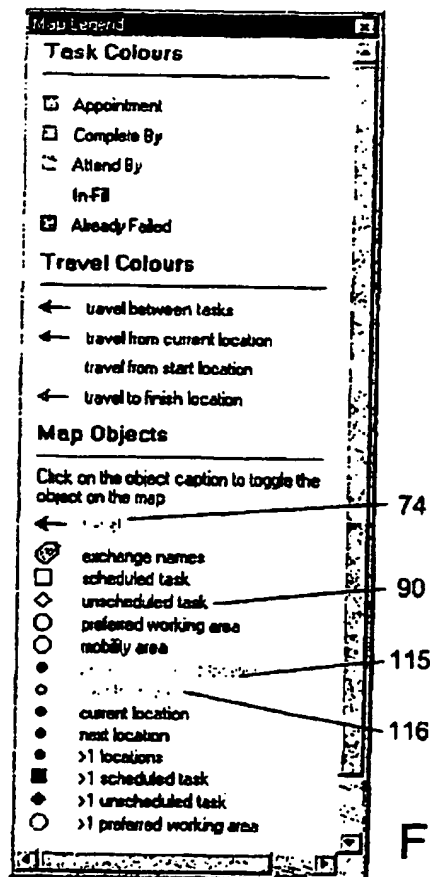 Map Legend
Task Colours
Appointment
Complete By
Attend By
In-Fill
Already Failed
Travel Colours
travel between tasks
travel from current location
travel from start location
travel to finish location
Map Objects
Click on the object caption to toggle the
object on the map
74
exchange names
scheduled task
unscheduled task
90
preferred working area
mobility area
115
116
current location
next location
>1 locations
>1 scheduled task
>1 unscheduled task
>1 preferred working area
F